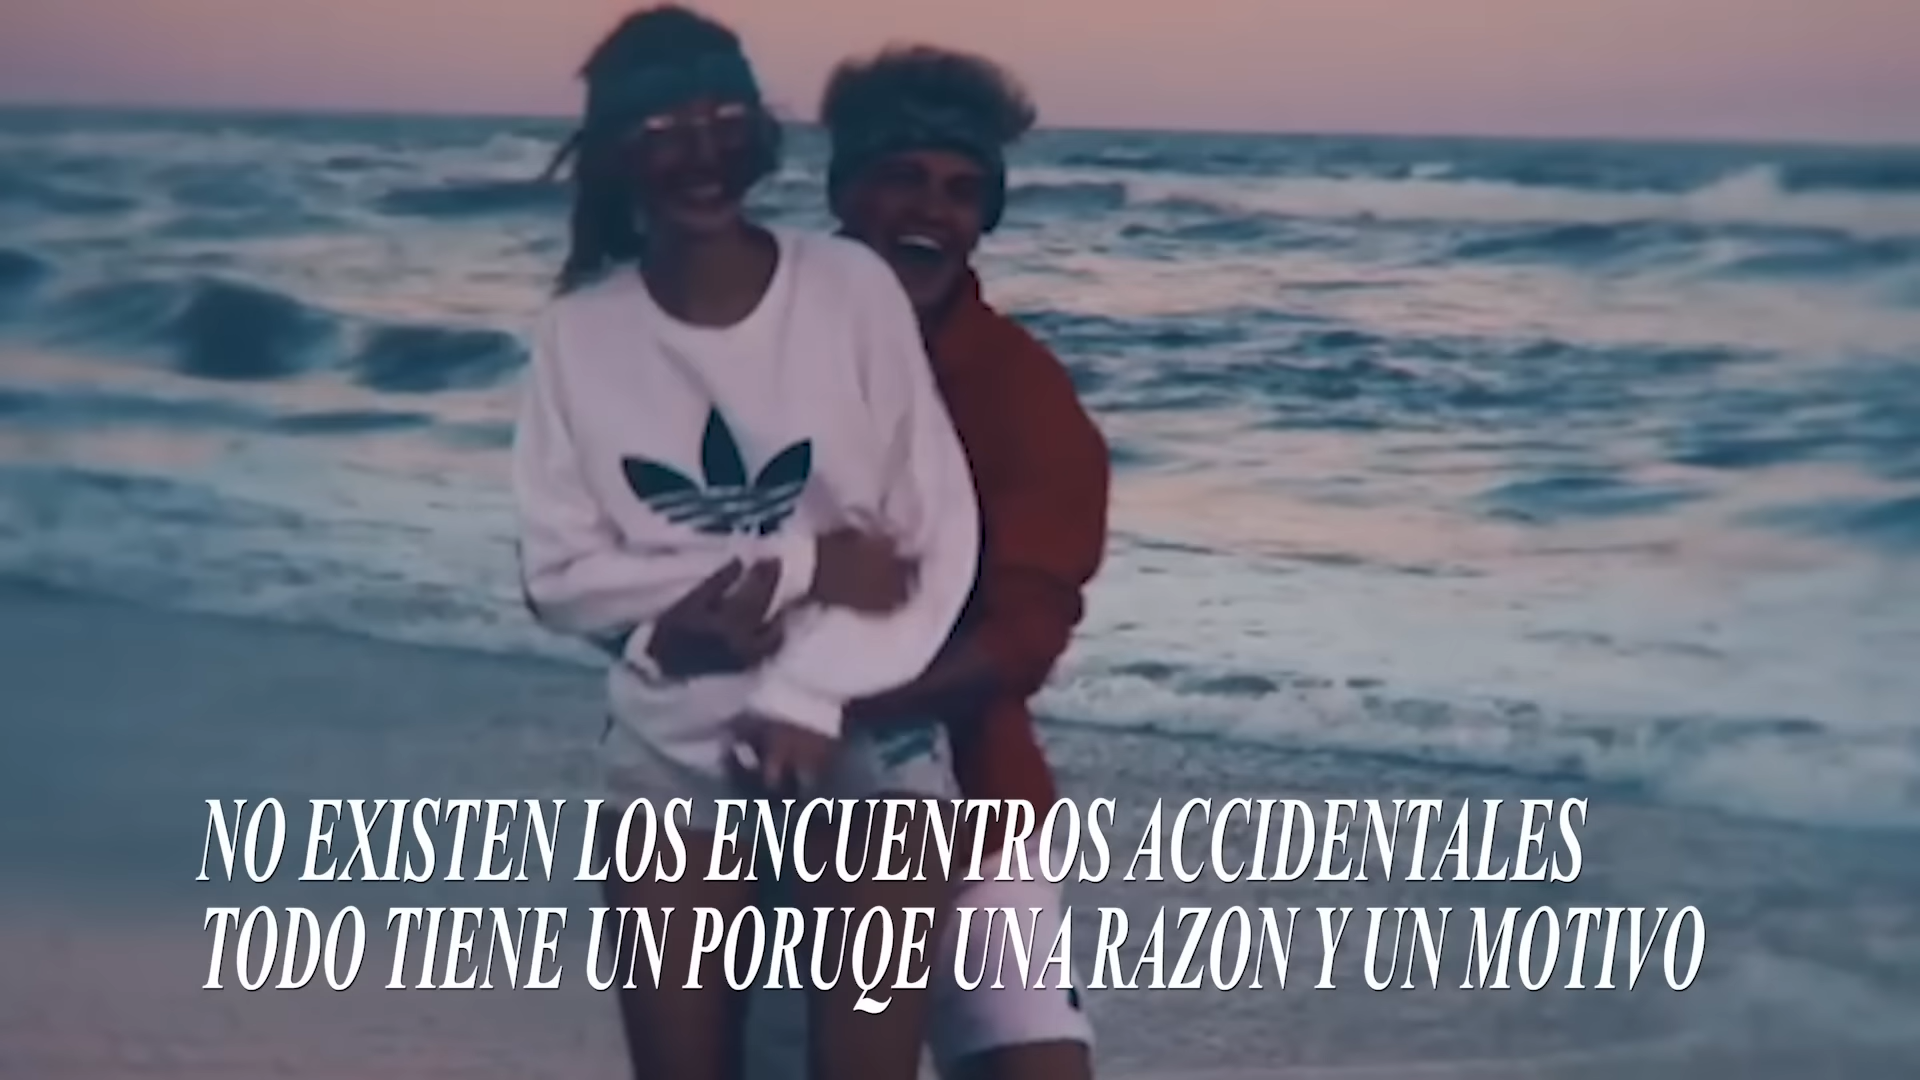 NO EXISTEN LOS ENCUENTROS ACCIDENTALES
TODO TIENE UN PORUQE UNA RAZON Y UN MOTIVO